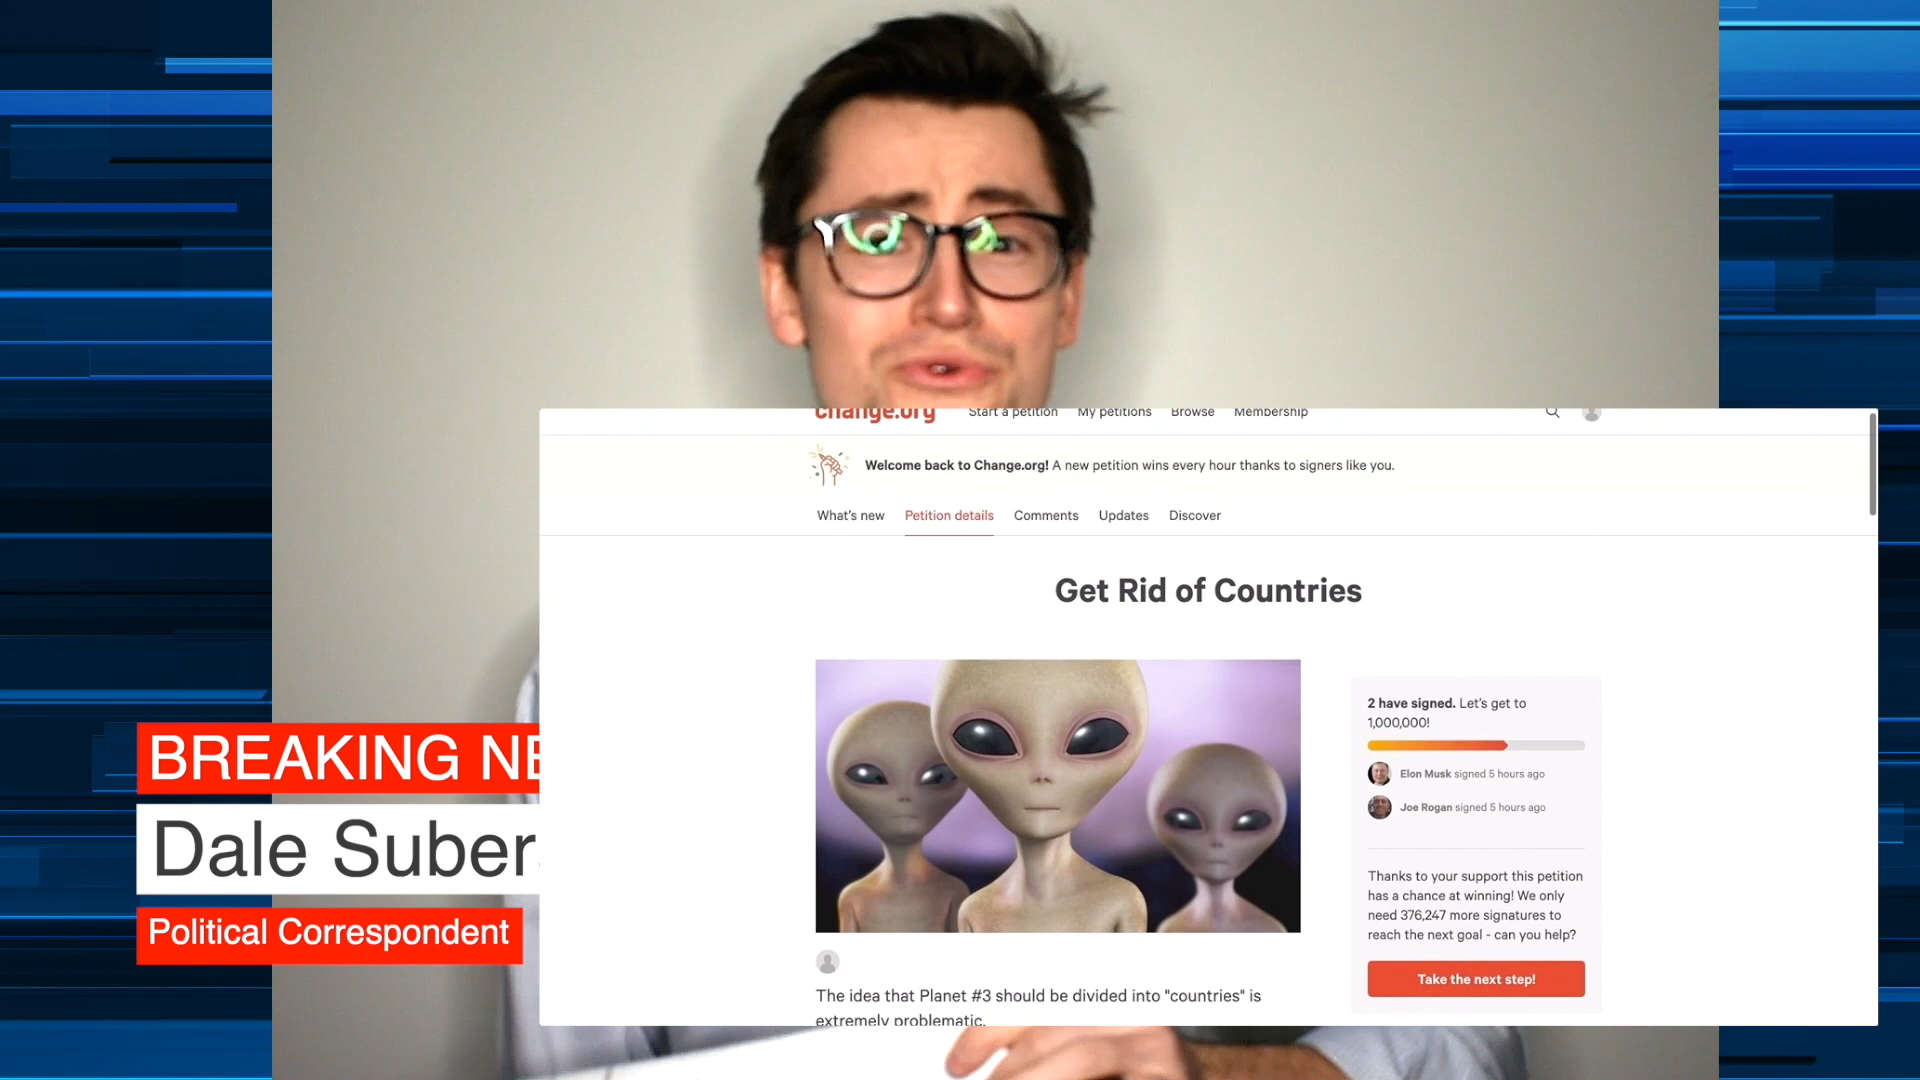 change.org Start a petition My petitions Browse Membership
Welcome back to Change.org! A new petition wins every hour thanks to signers like you.
What's new Petition details Comments Updates Discover
Get Rid of Countries
2 have signed. Let's get to
1,000,000!
Elon Musk signed 5 hours ago
Joe Rogan signed 5 hours ago
Thanks to your support this petition
has a chance at winning! We only
need 376,247 more signatures to
reach the next goal - can you help?
Take the next step!
The idea that Planet #3 should be divided into "countries" is
extremely problematic.
BREAKING NE
Dale Suber
Political Correspondent